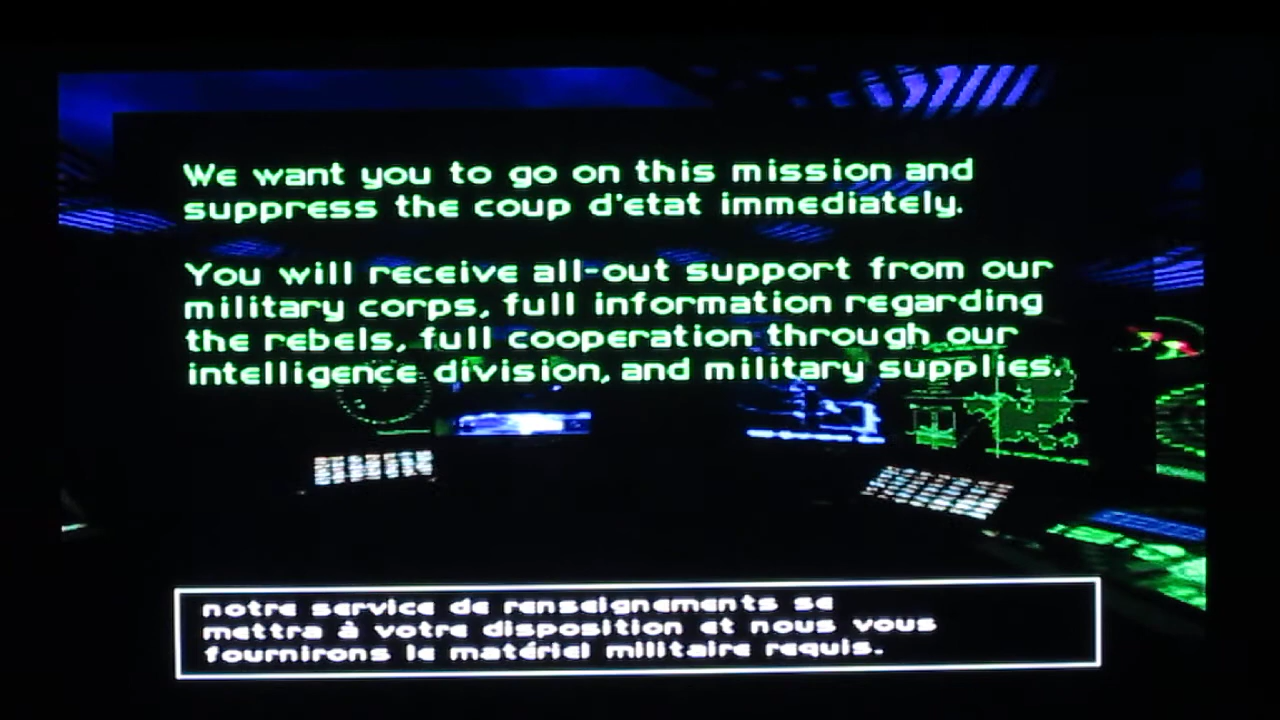 We want you to go on this mission and
suppress the coup d'etat immediately.
You will receive all-out support from our
military corps, full information regarding
the rebels, full cooperation through our
intelligence division, and military supplies.
notre service de renseignements se
mettra à votre disposition et nous vous
fournirons le matériel militaire requis.